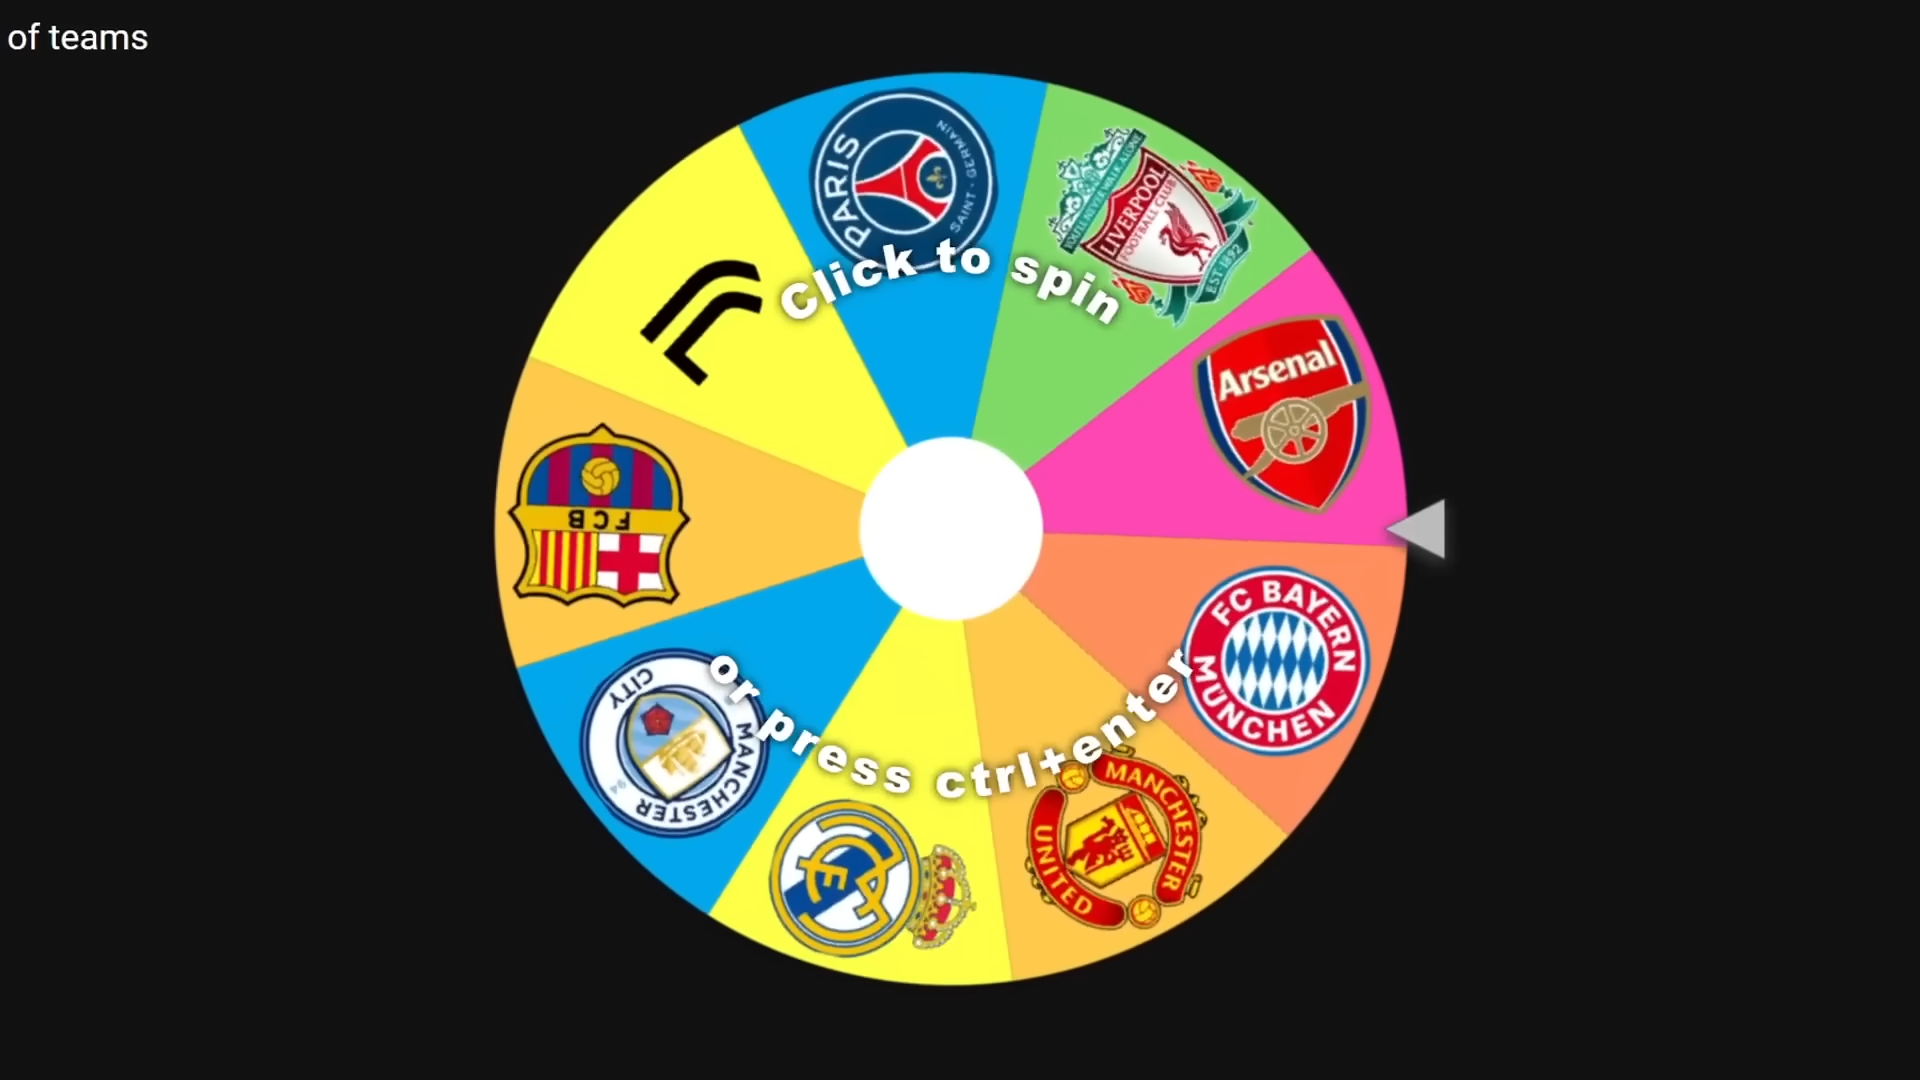 of teams
PARIS
SAINT-GERMAIN
YOU'LL NEVER WALK ALONE
LIVERPOOL
FOOTBALL CLUB
EST·1892
Click to spin
Arsenal
FCB
FC BAYERN
MÜNCHEN
MANCHESTER
CITY
94
or press ctrl+enter
MANCHESTER
UNITED